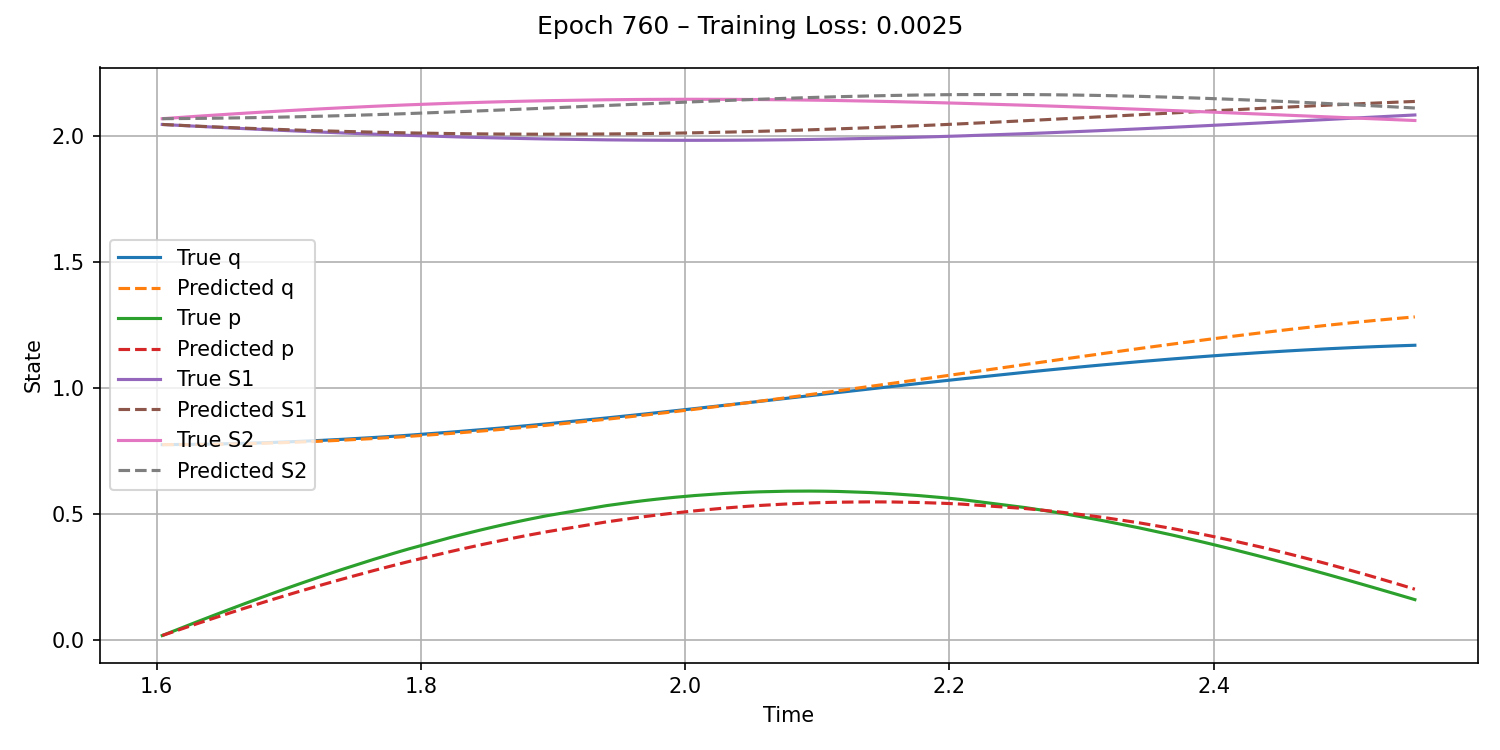 Epoch 760 – Training Loss: 0.0025
2.0
1.5
1.0
0.5
0.0
State
True q
Predicted q
True p
Predicted p
True S1
Predicted S1
True S2
Predicted S2
1.6
1.8
2.0
2.2
2.4
Time